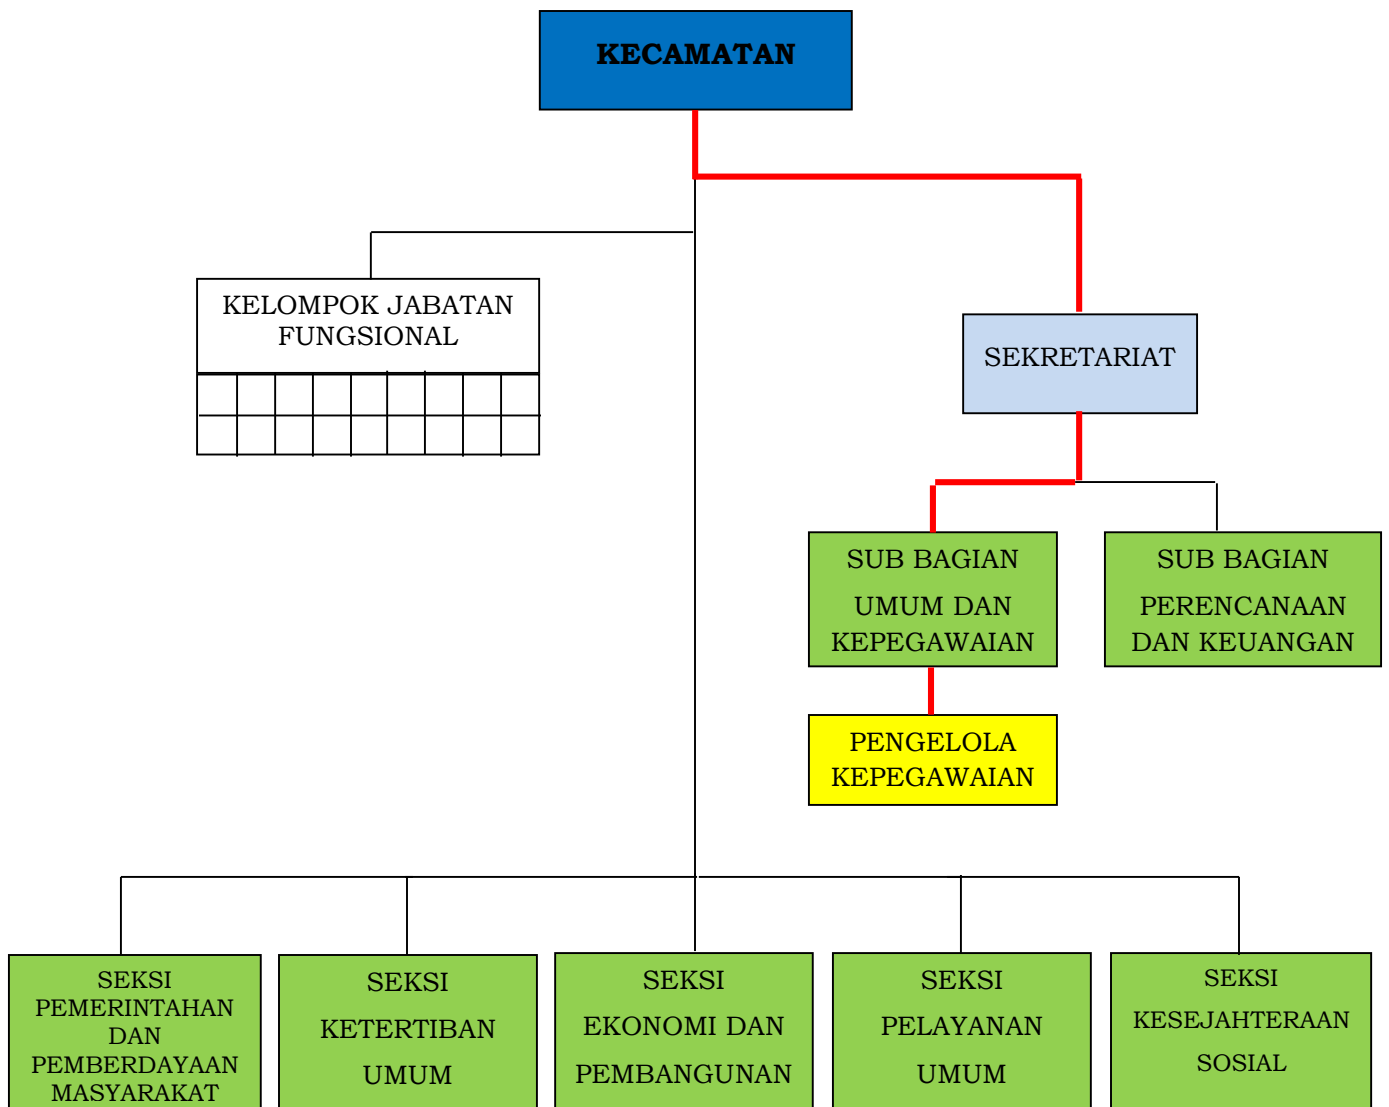 KECAMATAN
KELOMPOK JABATAN
FUNGSIONAL
SEKRETARIAT
SUB BAGIAN
UMUM DAN
KEPEGAWAIAN
SUB BAGIAN
PERENCANAAN
DAN KEUANGAN
PENGELOLA
KEPEGAWAIAN
SEKSI
PEMERINTAHAN
DAN
PEMBERDAYAAN
MASYARAKAT
SEKSI
KETERTIBAN
UMUM
SEKSI
EKONOMI DAN
PEMBANGUNAN
SEKSI
PELAYANAN
UMUM
SEKSI
KESEJAHTERAAN
SOSIAL